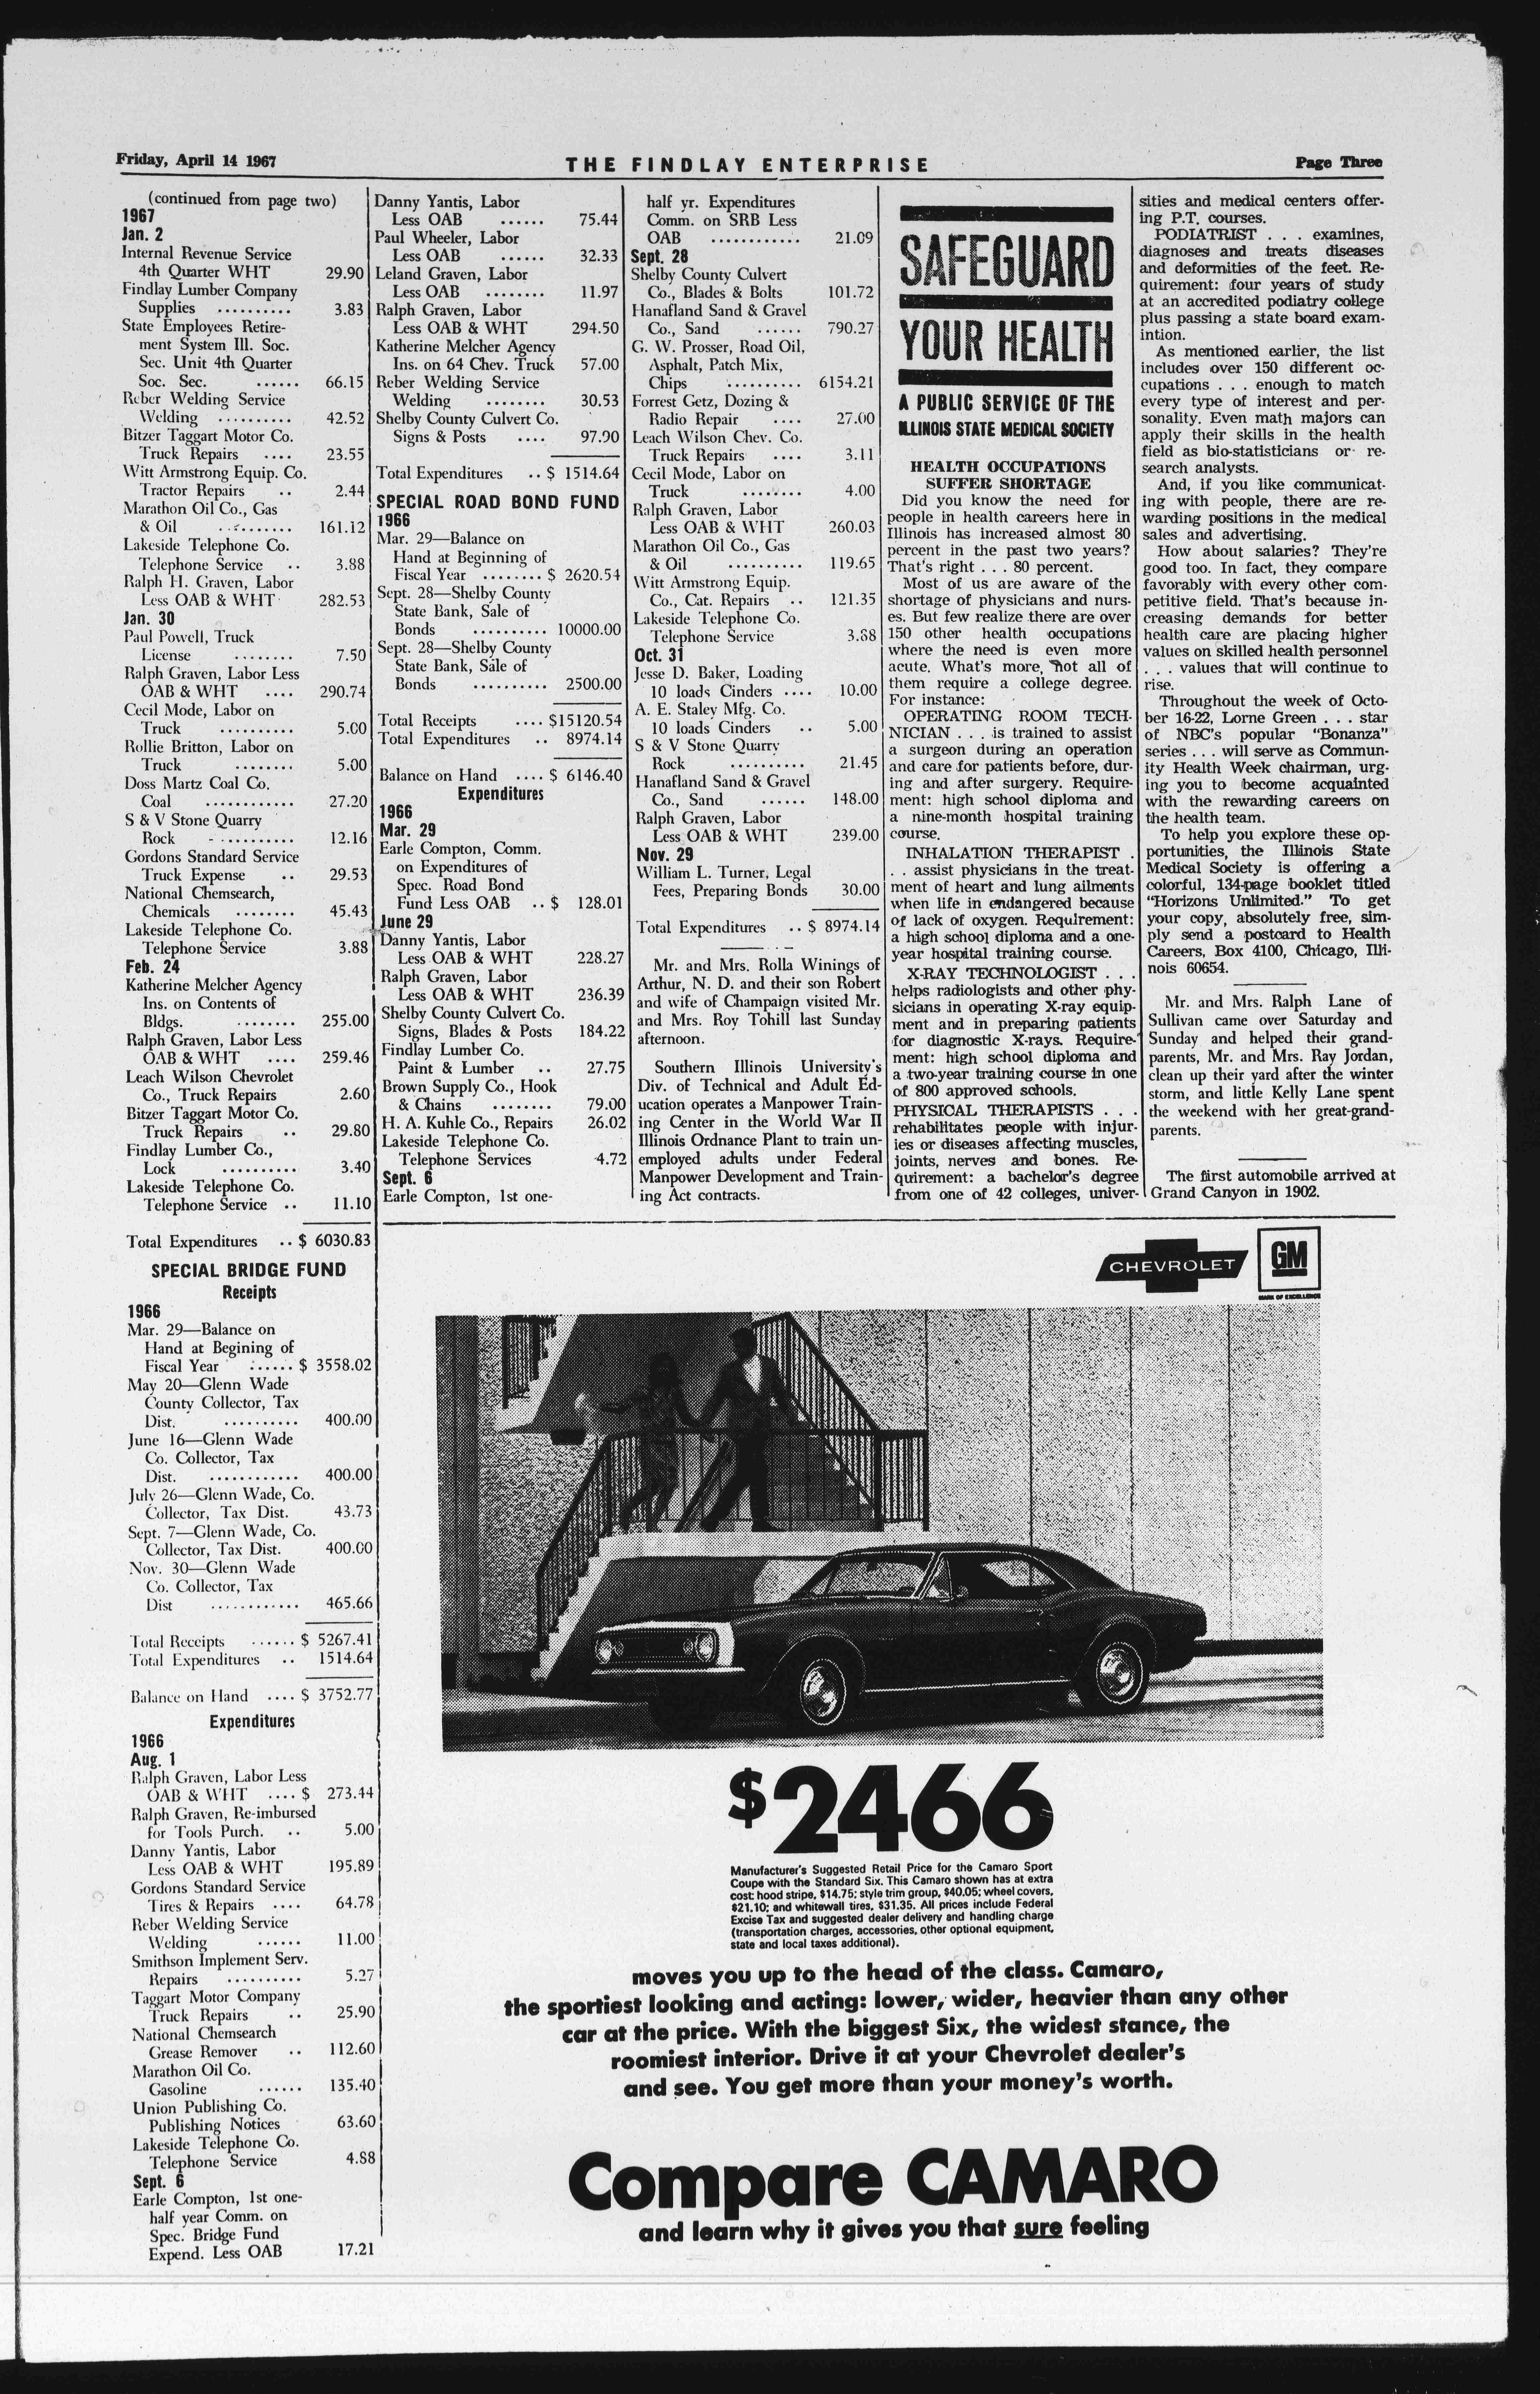 Friday, April 14 1967
THE FINDLAY ENTERPRISE
Page Three
(continued from page two)
1967
Jan. 2
Internal Revenue Service
4th Quarter WHT 29.90
Findlay Lumber Company
Supplies .......... 3.83
State Employees Retire-
ment System Ill. Soc.
Sec. Unit 4th Quarter
Soc. Sec. ...... 66.15
Reber Welding Service
Welding .......... 42.52
Bitzer Taggart Motor Co.
Truck Repairs .... 23.55
Witt Armstrong Equip. Co.
Tractor Repairs .. 2.44
Marathon Oil Co., Gas
& Oil .......... 161.12
Lakeside Telephone Co.
Telephone Service .. 3.88
Ralph H. Graven, Labor
Less OAB & WHT 282.53
Jan. 30
Paul Powell, Truck
License ........ 7.50
Ralph Graven, Labor Less
OAB & WHT .... 290.74
Cecil Mode, Labor on
Truck .......... 5.00
Rollie Britton, Labor on
Truck ........ 5.00
Doss Martz Coal Co.
Coal ............ 27.20
S & V Stone Quarry
Rock .......... 12.16
Gordons Standard Service
Truck Expense .. 29.53
National Chemsearch,
Chemicals ........ 45.43
Lakeside Telephone Co.
Telephone Service 3.88
Feb. 24
Katherine Melcher Agency
Ins. on Contents of
Bldgs. ........ 255.00
Ralph Graven, Labor Less
OAB & WHT .... 259.46
Leach Wilson Chevrolet
Co., Truck Repairs 2.60
Bitzer Taggart Motor Co.
Truck Repairs .. 29.80
Findlay Lumber Co.,
Lock .......... 3.40
Lakeside Telephone Co.
Telephone Service .. 11.10
Total Expenditures .. $ 6030.83
SPECIAL BRIDGE FUND
Receipts
1966
Mar. 29—Balance on
Hand at Begining of
Fiscal Year ...... $ 3558.02
May 20—Glenn Wade
County Collector, Tax
Dist. .......... 400.00
June 16—Glenn Wade
Co. Collector, Tax
Dist. ............ 400.00
July 26—Glenn Wade, Co.
Collector, Tax Dist. 43.73
Sept. 7—Glenn Wade, Co.
Collector, Tax Dist. 400.00
Nov. 30—Glenn Wade
Co. Collector, Tax
Dist ............ 465.66
Total Receipts ...... $ 5267.41
Total Expenditures .. 1514.64
Balance on Hand .... $ 3752.77
Expenditures
1966
Aug. 1
Ralph Graven, Labor Less
OAB & WHT .... $ 273.44
Ralph Graven, Re-imbursed
for Tools Purch. .. 5.00
Danny Yantis, Labor
Less OAB & WHT 195.89
Gordons Standard Service
Tires & Repairs .... 64.78
Reber Welding Service
Welding ...... 11.00
Smithson Implement Serv.
Repairs .......... 5.27
Taggart Motor Company
Truck Repairs .. 25.90
National Chemsearch
Grease Remover .. 112.60
Marathon Oil Co.
Gasoline ...... 135.40
Union Publishing Co.
Publishing Notices 63.60
Lakeside Telephone Co.
Telephone Service 4.88
Sept. 6
Earle Compton, 1st one-
half year Comm. on
Spec. Bridge Fund
Expend. Less OAB 17.21
Danny Yantis, Labor
Less OAB ...... 75.44
Paul Wheeler, Labor
Less OAB ...... 32.33
Leland Graven, Labor
Less OAB ........ 11.97
Ralph Graven, Labor
Less OAB & WHT 294.50
Katherine Melcher Agency
Ins. on 64 Chev. Truck 57.00
Reber Welding Service
Welding ........ 30.53
Shelby County Culvert Co.
Signs & Posts .... 97.90
Total Expenditures .. $ 1514.64
SPECIAL ROAD BOND FUND
1966
Mar. 29—Balance on
Hand at Beginning of
Fiscal Year ........ $ 2620.54
Sept. 28—Shelby County
State Bank, Sale of
Bonds .......... 10000.00
Sept. 28—Shelby County
State Bank, Sale of
Bonds .......... 2500.00
Total Receipts .... $15120.54
Total Expenditures .. 8974.14
Balance on Hand .... $ 6146.40
Expenditures
1966
Mar. 29
Earle Compton, Comm.
on Expenditures of
Spec. Road Bond
Fund Less OAB .. $ 128.01
June 29
Danny Yantis, Labor
Less OAB & WHT 228.27
Ralph Graven, Labor
Less OAB & WHT 236.39
Shelby County Culvert Co.
Signs, Blades & Posts 184.22
Findlay Lumber Co.
Paint & Lumber .. 27.75
Brown Supply Co., Hook
& Chains ........ 79.00
H. A. Kuhle Co., Repairs 26.02
Lakeside Telephone Co.
Telephone Services 4.72
Sept. 6
Earle Compton, 1st one-
half yr. Expenditures
Comm. on SRB Less
OAB ............ 21.09
Sept. 28
Shelby County Culvert
Co., Blades & Bolts 101.72
Hanafland Sand & Gravel
Co., Sand ...... 790.27
G. W. Prosser, Road Oil,
Asphalt, Patch Mix,
Chips .......... 6154.21
Forrest Getz, Dozing &
Radio Repair .... 27.00
Leach Wilson Chev. Co.
Truck Repairs .... 3.11
Cecil Mode, Labor on
Truck ........ 4.00
Ralph Graven, Labor
Less OAB & WHT 260.03
Marathon Oil Co., Gas
& Oil .......... 119.65
Witt Armstrong Equip.
Co., Cat. Repairs .. 121.35
Lakeside Telephone Co.
Telephone Service 3.88
Oct. 31
Jesse D. Baker, Loading
10 loads Cinders .... 10.00
A. E. Staley Mfg. Co.
10 loads Cinders .. 5.00
S & V Stone Quarry
Rock .......... 21.45
Hanafland Sand & Gravel
Co., Sand ...... 148.00
Ralph Graven, Labor
Less OAB & WHT 239.00
Nov. 29
William L. Turner, Legal
Fees, Preparing Bonds 30.00
Total Expenditures .. $ 8974.14
Mr. and Mrs. Rolla Winings of
Arthur, N. D. and their son Robert
and wife of Champaign visited Mr.
and Mrs. Roy Tohill last Sunday
afternoon.
Southern Illinois University's
Div. of Technical and Adult Ed-
ucation operates a Manpower Train-
ing Center in the World War II
Illinois Ordnance Plant to train un-
employed adults under Federal
Manpower Development and Train-
ing Act contracts.
SAFEGUARD
YOUR HEALTH
A PUBLIC SERVICE OF THE
ILLINOIS STATE MEDICAL SOCIETY
HEALTH OCCUPATIONS
SUFFER SHORTAGE
Did you know the need for
people in health careers here in
Illinois has increased almost 80
percent in the past two years?
That's right . . . 80 percent.
Most of us are aware of the
shortage of physicians and nurs-
es. But few realize there are over
150 other health occupations
where the need is even more
acute. What's more, not all of
them require a college degree.
For instance:
OPERATING ROOM TECH-
NICIAN . . . is trained to assist
a surgeon during an operation
and care for patients before, dur-
ing and after surgery. Require-
ment: high school diploma and
a nine-month hospital training
course.
INHALATION THERAPIST .
. . assist physicians in the treat-
ment of heart and lung ailments
when life in endangered because
of lack of oxygen. Requirement:
a high school diploma and a one-
year hospital training course.
X-RAY TECHNOLOGIST . . .
helps radiologists and other phy-
sicians in operating X-ray equip-
ment and in preparing patients
for diagnostic X-rays. Require-
ment: high school diploma and
a two-year training course in one
of 800 approved schools.
PHYSICAL THERAPISTS . . .
rehabilitates people with injur-
ies or diseases affecting muscles,
joints, nerves and bones. Re-
quirement: a bachelor's degree
from one of 42 colleges, univer-
sities and medical centers offer-
ing P.T. courses.
PODIATRIST . . . examines,
diagnoses and treats diseases
and deformities of the feet. Re-
quirement: four years of study
at an accredited podiatry college
plus passing a state board exam-
intion.
As mentioned earlier, the list
includes over 150 different oc-
cupations . . . enough to match
every type of interest and per-
sonality. Even math majors can
apply their skills in the health
field as bio-statisticians or re-
search analysts.
And, if you like communicat-
ing with people, there are re-
warding positions in the medical
sales and advertising.
How about salaries? They're
good too. In fact, they compare
favorably with every other com-
petitive field. That's because in-
creasing demands for better
health care are placing higher
values on skilled health personnel
. . . values that will continue to
rise.
Throughout the week of Octo-
ber 16-22, Lorne Green . . . star
of NBC's popular "Bonanza"
series . . . will serve as Commun-
ity Health Week chairman, urg-
ing you to become acquainted
with the rewarding careers on
the health team.
To help you explore these op-
portunities, the Illinois State
Medical Society is offering a
colorful, 134-page booklet titled
"Horizons Unlimited." To get
your copy, absolutely free, sim-
ply send a postcard to Health
Careers, Box 4100, Chicago, Illi-
nois 60654.
Mr. and Mrs. Ralph Lane of
Sullivan came over Saturday and
Sunday and helped their grand-
parents, Mr. and Mrs. Ray Jordan,
clean up their yard after the winter
storm, and little Kelly Lane spent
the weekend with her great-grand-
parents.
The first automobile arrived at
Grand Canyon in 1902.
CHEVROLET
GM
MARK OF EXCELLENCE
$2466
Manufacturer's Suggested Retail Price for the Camaro Sport
Coupe with the Standard Six. This Camaro shown has at extra
cost: hood stripe, $14.75; style trim group, $40.05; wheel covers,
$21.10; and whitewall tires, $31.35. All prices include Federal
Excise Tax and suggested dealer delivery and handling charge
(transportation charges, accessories, other optional equipment,
state and local taxes additional).
moves you up to the head of the class. Camaro,
the sportiest looking and acting: lower, wider, heavier than any other
car at the price. With the biggest Six, the widest stance, the
roomiest interior. Drive it at your Chevrolet dealer's
and see. You get more than your money's worth.
Compare CAMARO
and learn why it gives you that sure feeling